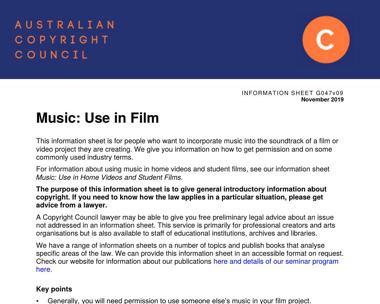 AUSTRALIAN
COPYRIGHT
COUNCIL
C
INFORMATION SHEET G047v09
November 2019
Music: Use in Film
This information sheet is for people who want to incorporate music into the soundtrack of a film or
video project they are creating. We give you information on how to get permission and on some
commonly used industry terms.
For information about using music in home videos and student films, see our information sheet
Music: Use in Home Videos and Student Films.
The purpose of this information sheet is to give general introductory information about
copyright. If you need to know how the law applies in a particular situation, please get
advice from a lawyer.
A Copyright Council lawyer may be able to give you free preliminary legal advice about an issue
not addressed in an information sheet. This service is primarily for professional creators and arts
organisations but is also available to staff of educational institutions, archives and libraries.
We have a range of information sheets on a number of topics and publish books that analyse
specific areas of the law. We can provide this information sheet in an accessible format on request.
Check our website for information about our publications here and details of our seminar program
here.
Key points
• Generally, you will need permission to use someone else's music in your film project.